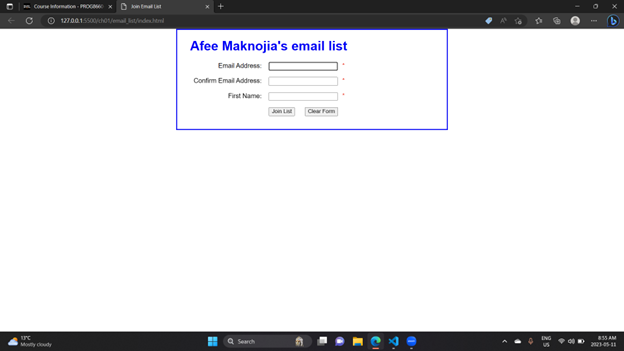 Course Information - PROG866
Join Email List
127.0.0.1:5500/ch01/email_list/index.html
Afee Maknojia's email list
Email Address: *
Confirm Email Address: *
First Name: *
Join List Clear Form
13°C
Mostly cloudy
Search
ENG
US
8:55 AM
2023-05-11